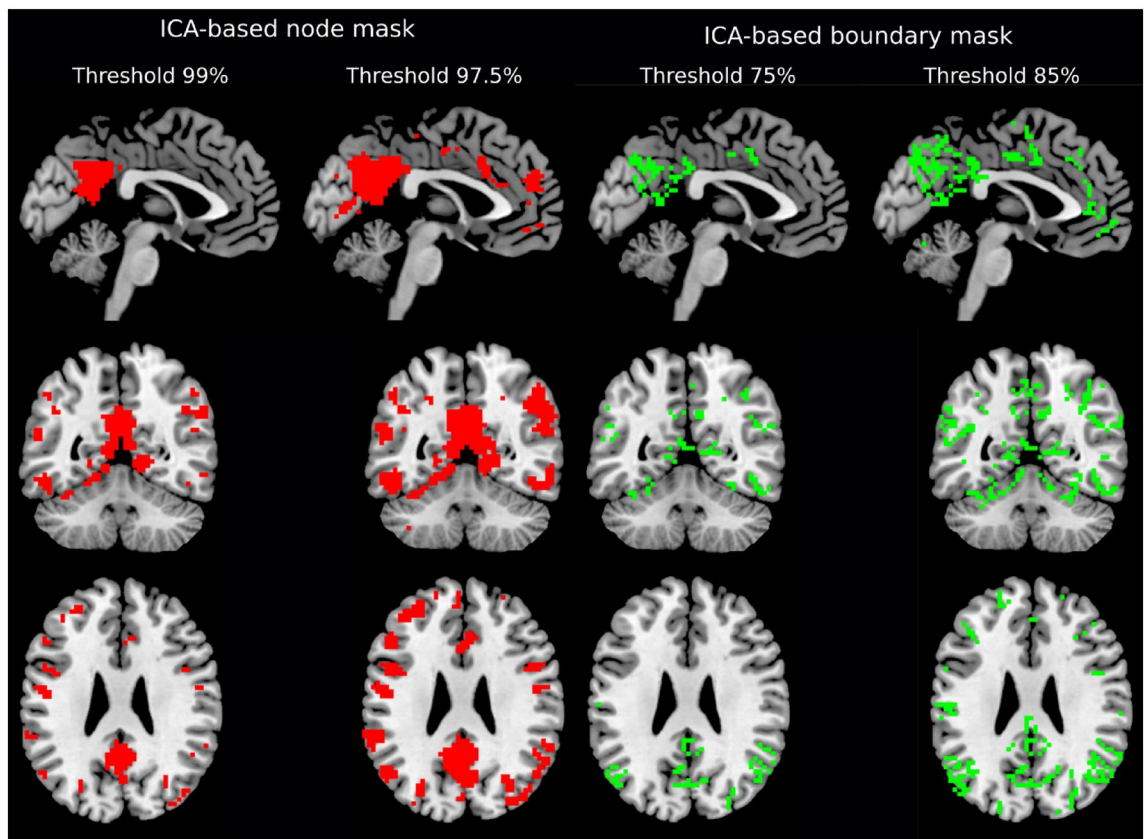 ICA-based node mask
ICA-based boundary mask
Threshold 99%
Threshold 97.5%
Threshold 75%
Threshold 85%